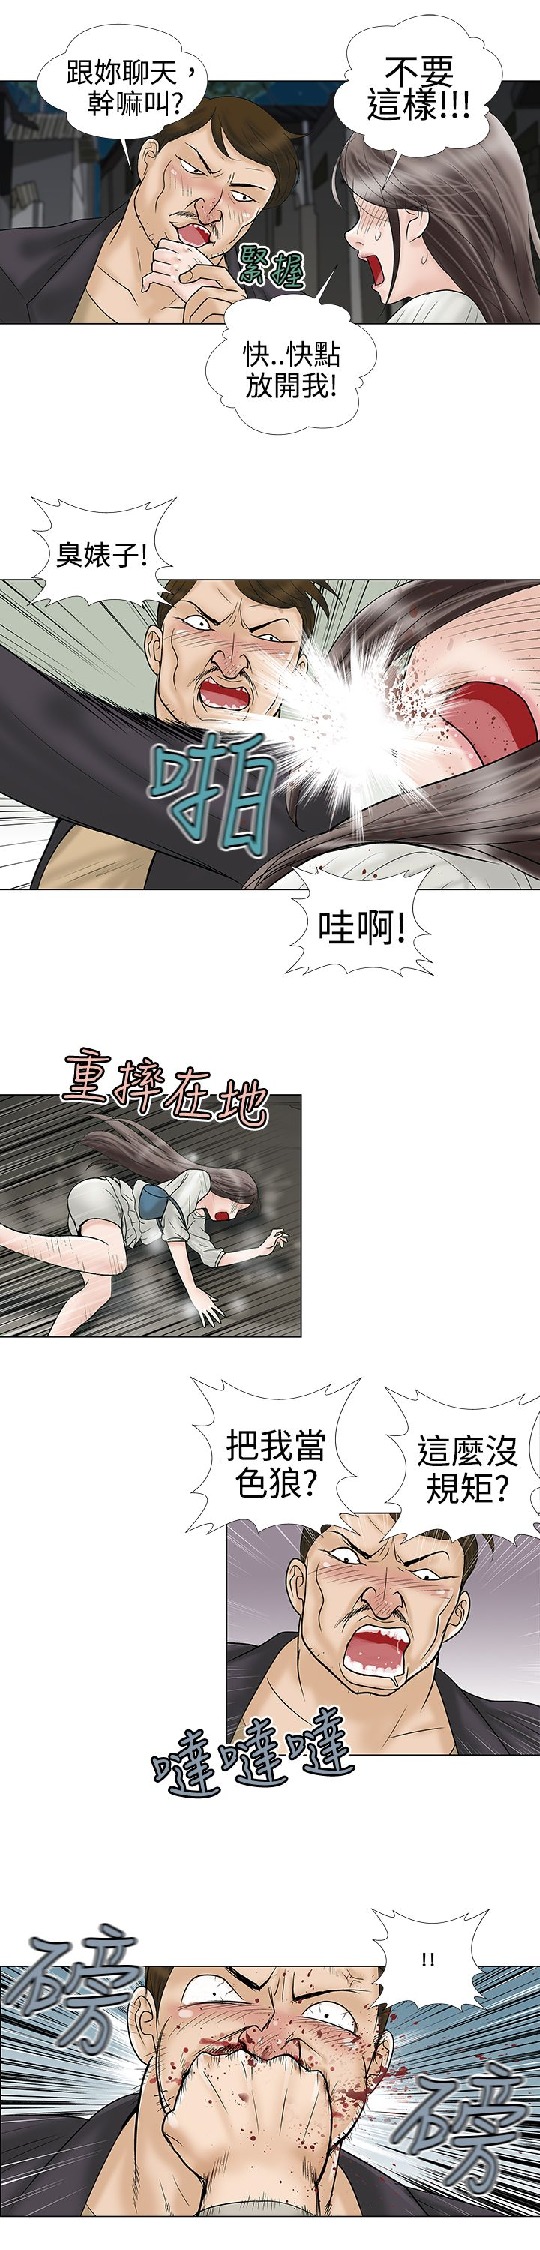 跟妳聊天，
幹嘛叫?
不要
這樣!!!
緊握
快..快點
放開我!
臭婊子!
啪
哇啊!
重摔在地
把我當
色狼?
這麼沒
規矩?
噠噠噠
!!
磅
磅